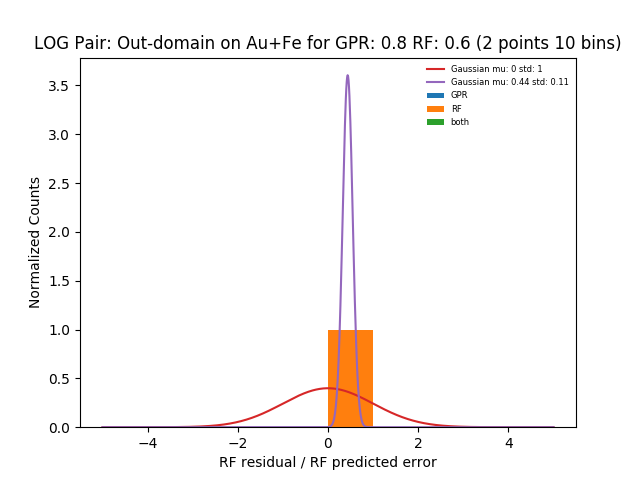 LOG Pair: Out-domain on Au+Fe for GPR: 0.8 RF: 0.6 (2 points 10 bins)
Gaussian mu: 0 std: 1
Gaussian mu: 0.44 std: 0.11
GPR
RF
both
Normalized Counts
3.5
3.0
2.5
2.0
1.5
1.0
0.5
0.0
−4 −2 0 2 4
RF residual / RF predicted error